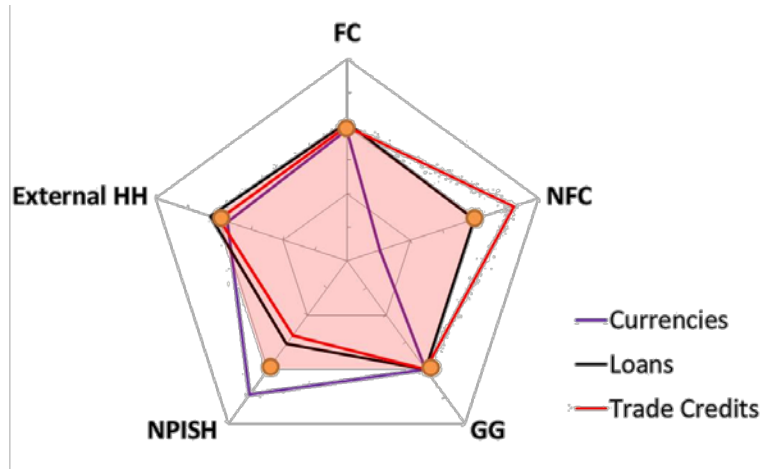 FC
External HH
NFC
Currencies
Loans
Trade Credits
NPISH
GG